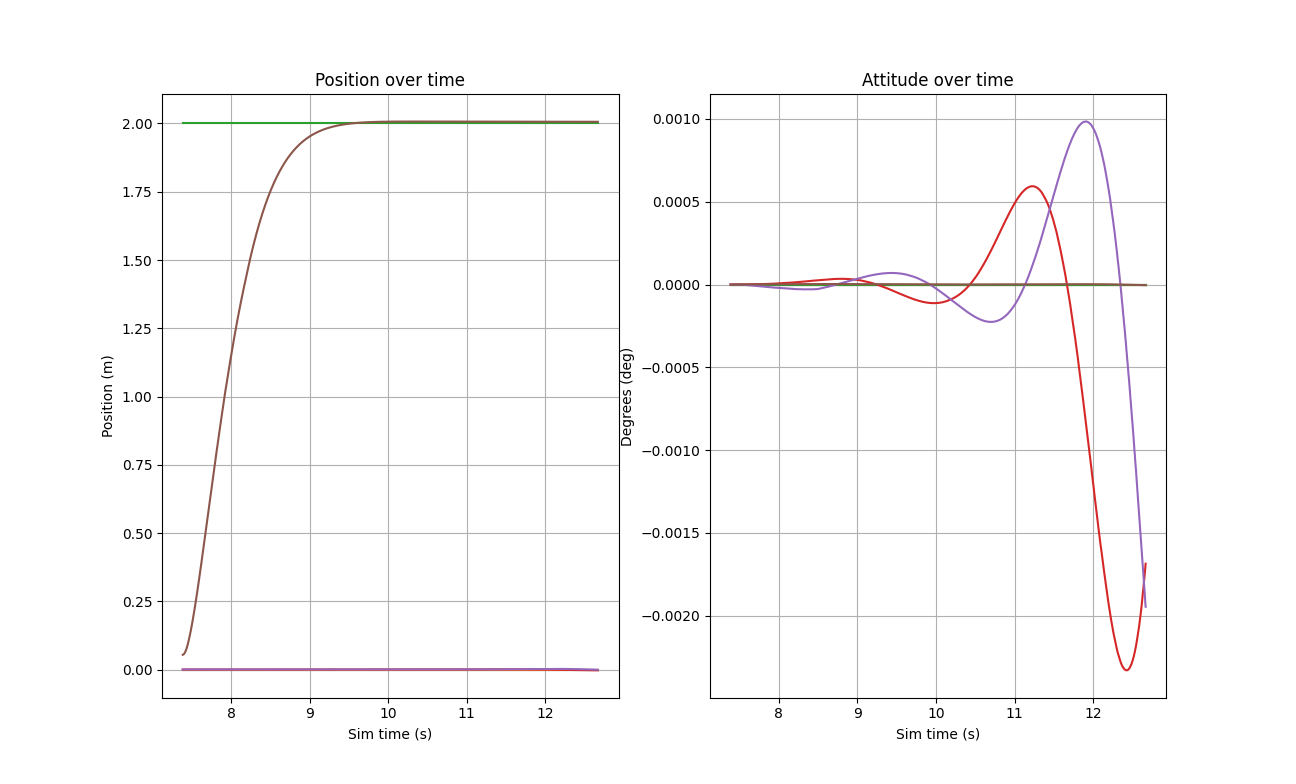 Position over time
Position (m)
2.00
1.75
1.50
1.25
1.00
0.75
0.50
0.25
0.00
8 9 10 11 12
Sim time (s)
Attitude over time
Degrees (deg)
0.0010
0.0005
0.0000
−0.0005
−0.0010
−0.0015
−0.0020
8 9 10 11 12
Sim time (s)